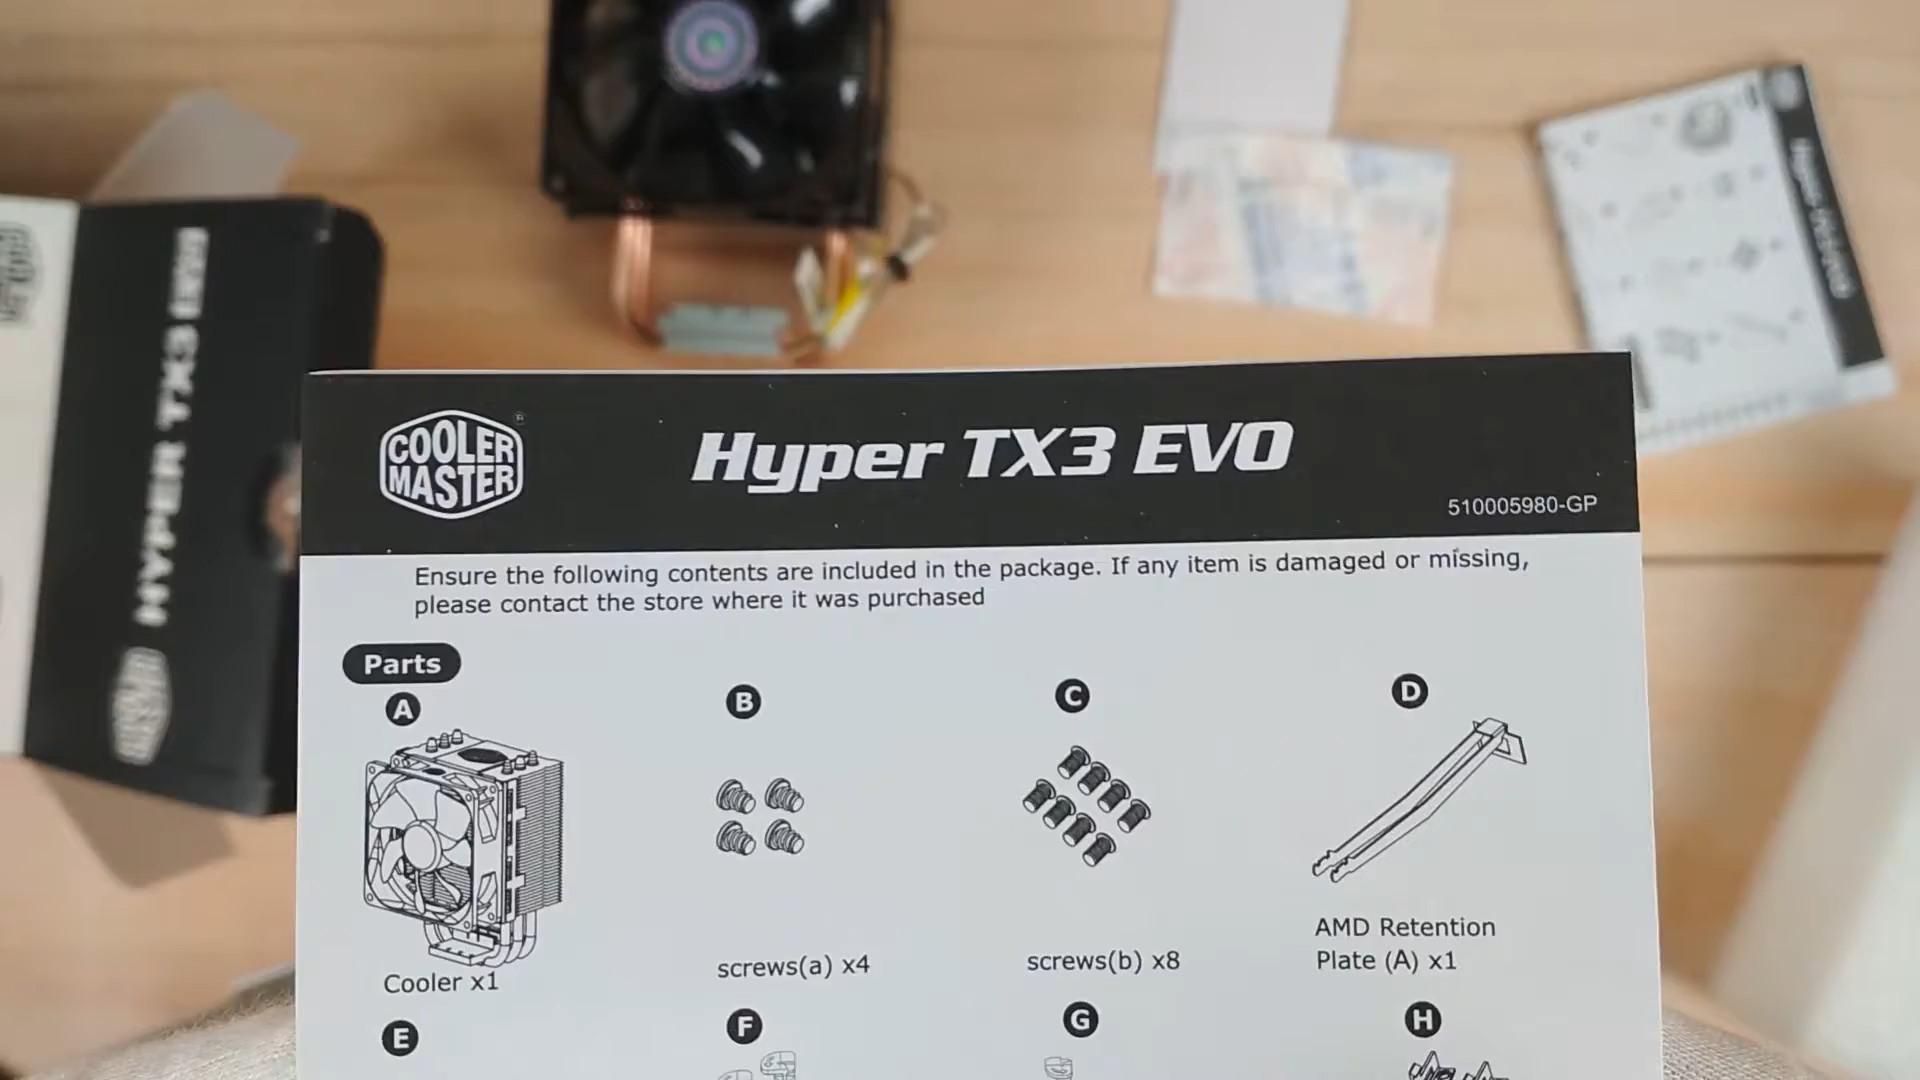 HYPER TX3 EVO
COOLER
MASTER
®
Hyper TX3 EVO
510005980-GP
Ensure the following contents are included in the package. If any item is damaged or missing,
please contact the store where it was purchased
Parts
A
B
C
D
Cooler x1
screws(a) x4
screws(b) x8
AMD Retention
Plate (A) x1
E
F
G
H